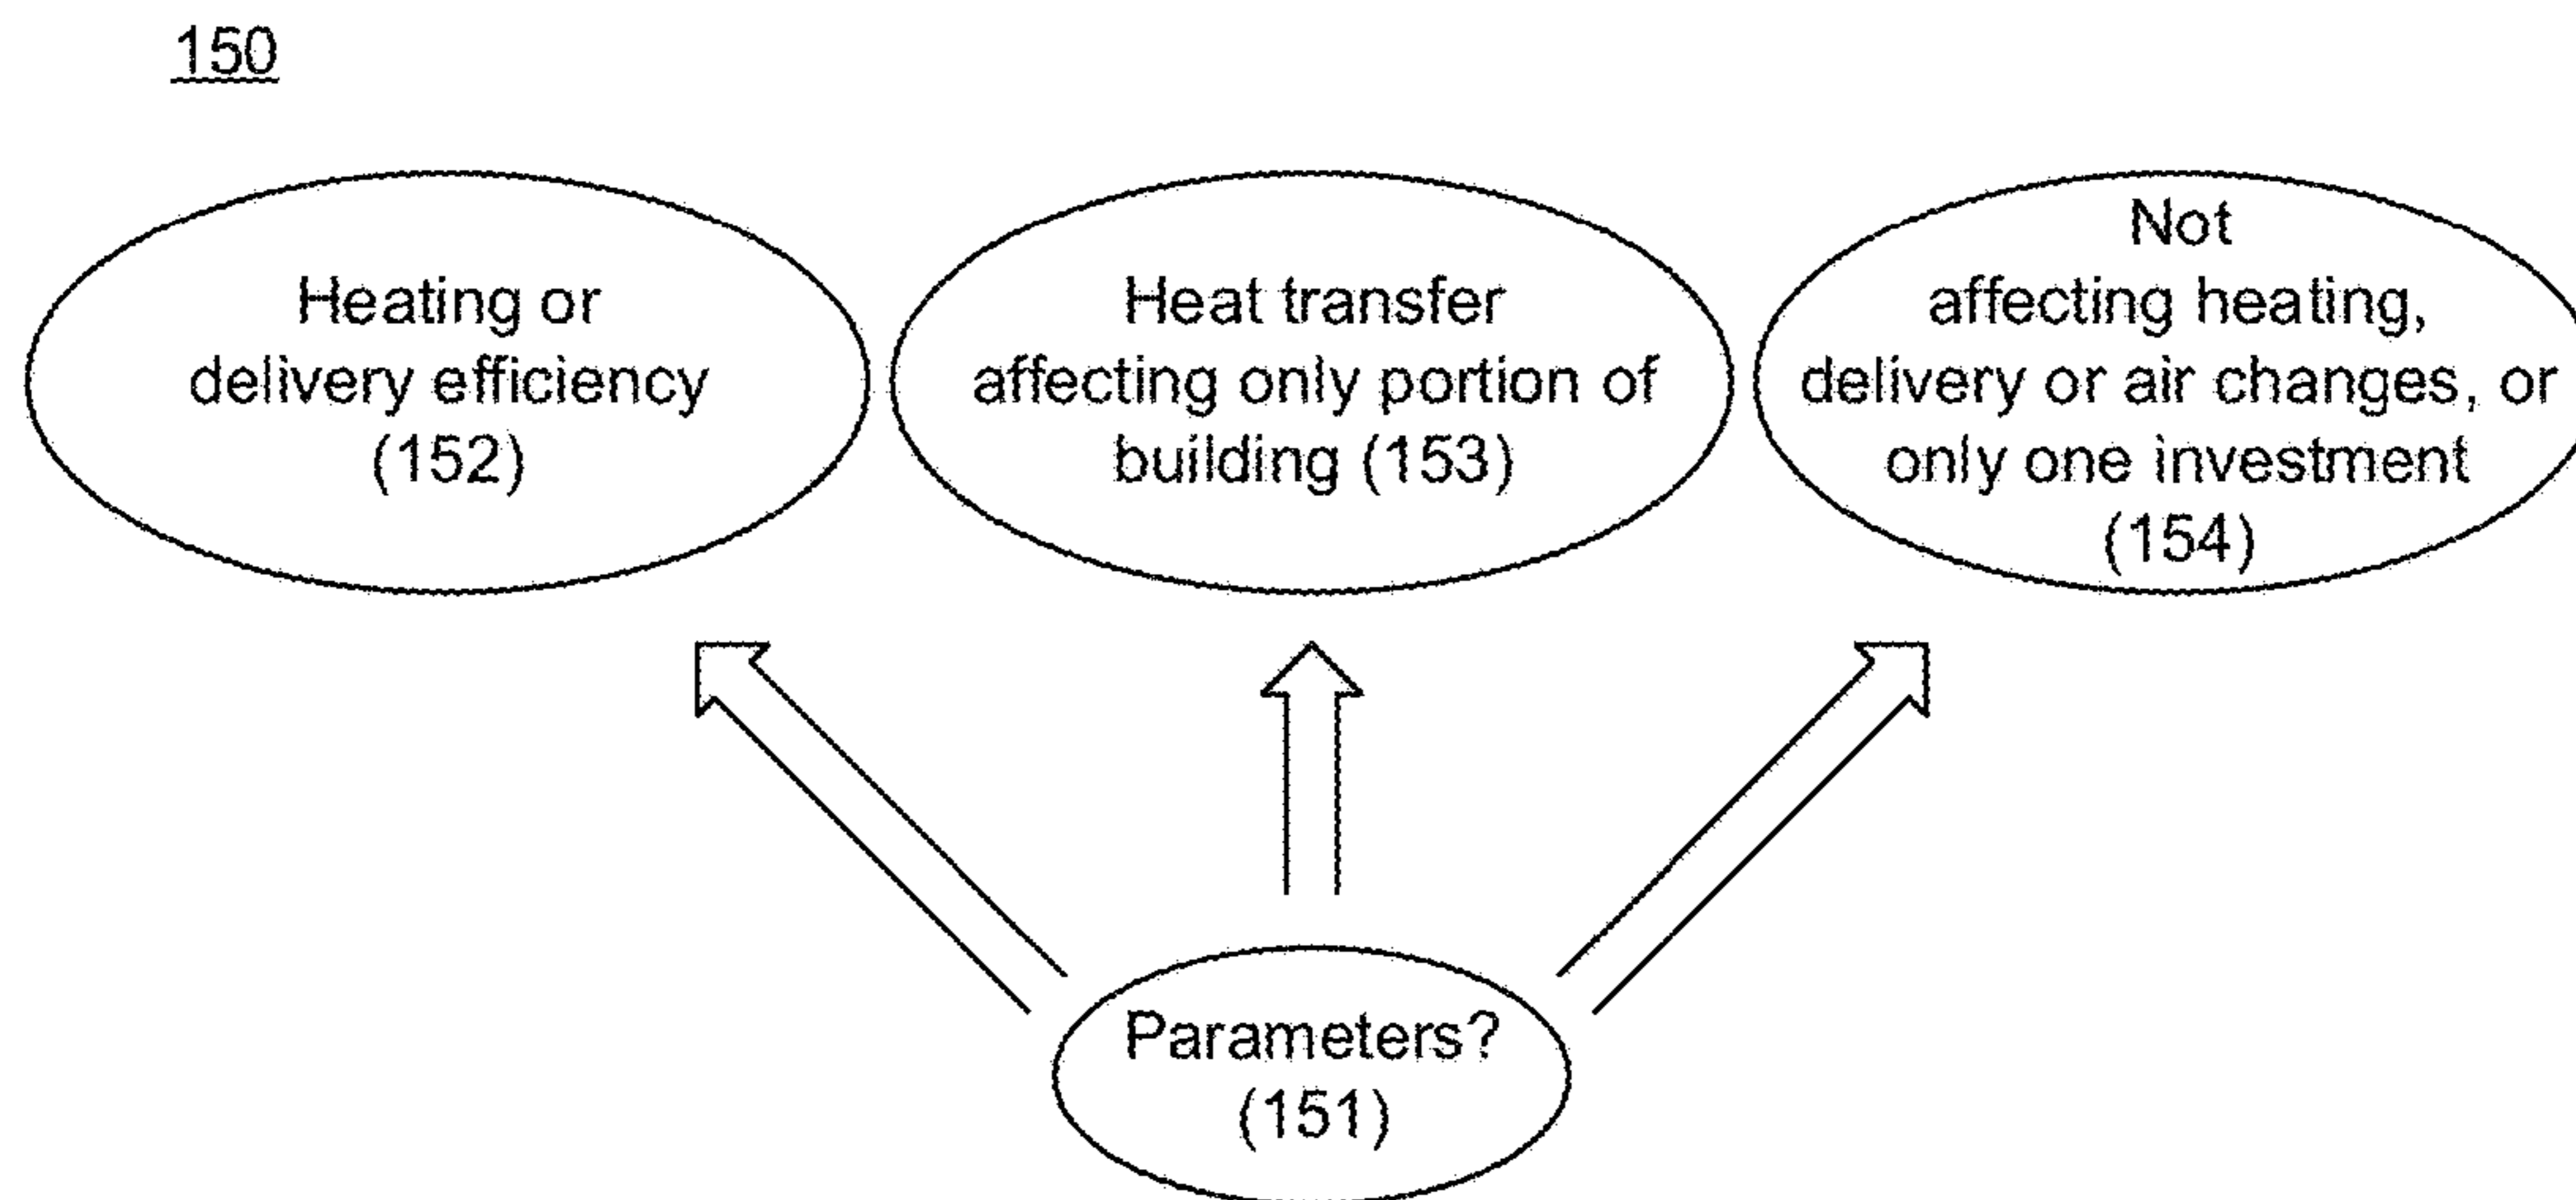 150
Heating or
delivery efficiency
(152)
Heat transfer
affecting only portion of
building (153)
Not
affecting heating,
delivery or air changes, or
only one investment
(154)
Parameters?
(151)